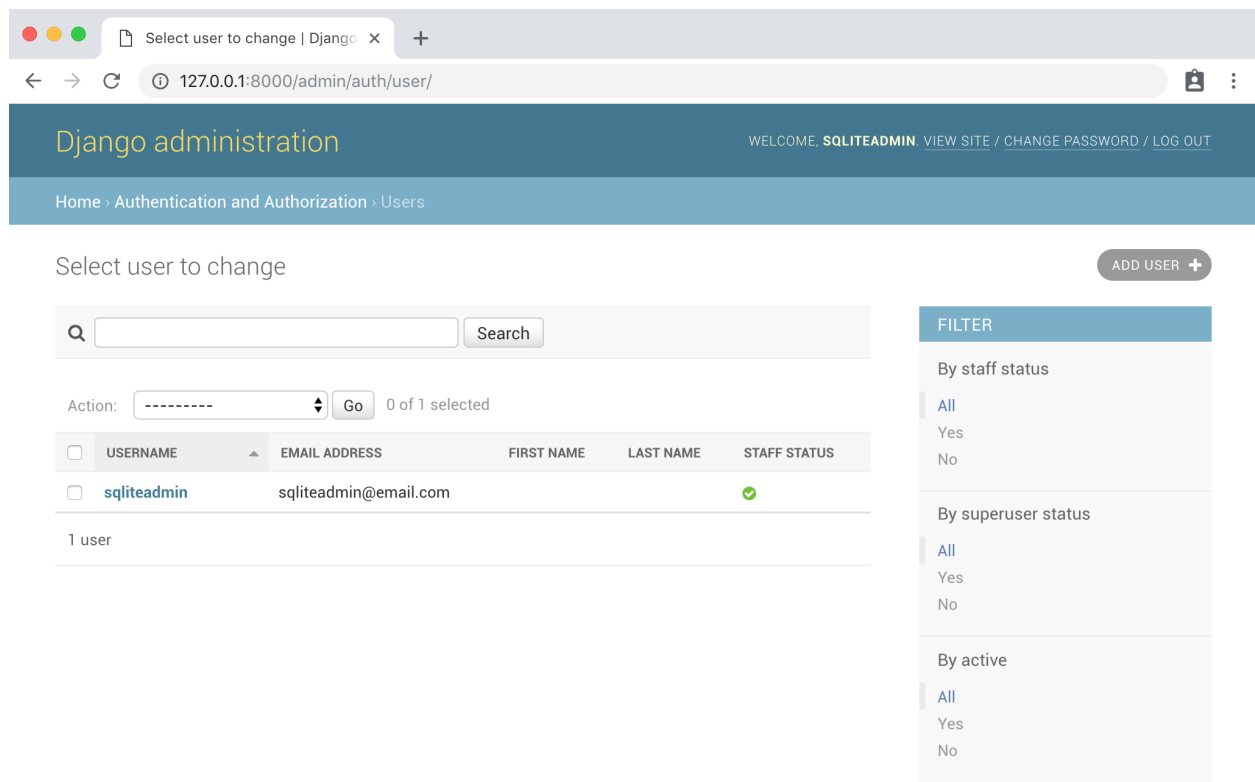 Select user to change | Django
127.0.0.1:8000/admin/auth/user/
Django administration
WELCOME, SQLITEADMIN. VIEW SITE / CHANGE PASSWORD / LOG OUT
Home › Authentication and Authorization › Users
Select user to change
ADD USER +
Search
Action: --------- Go 0 of 1 selected
USERNAME EMAIL ADDRESS FIRST NAME LAST NAME STAFF STATUS
sqliteadmin sqliteadmin@email.com
1 user
FILTER
By staff status
All
Yes
No
By superuser status
All
Yes
No
By active
All
Yes
No